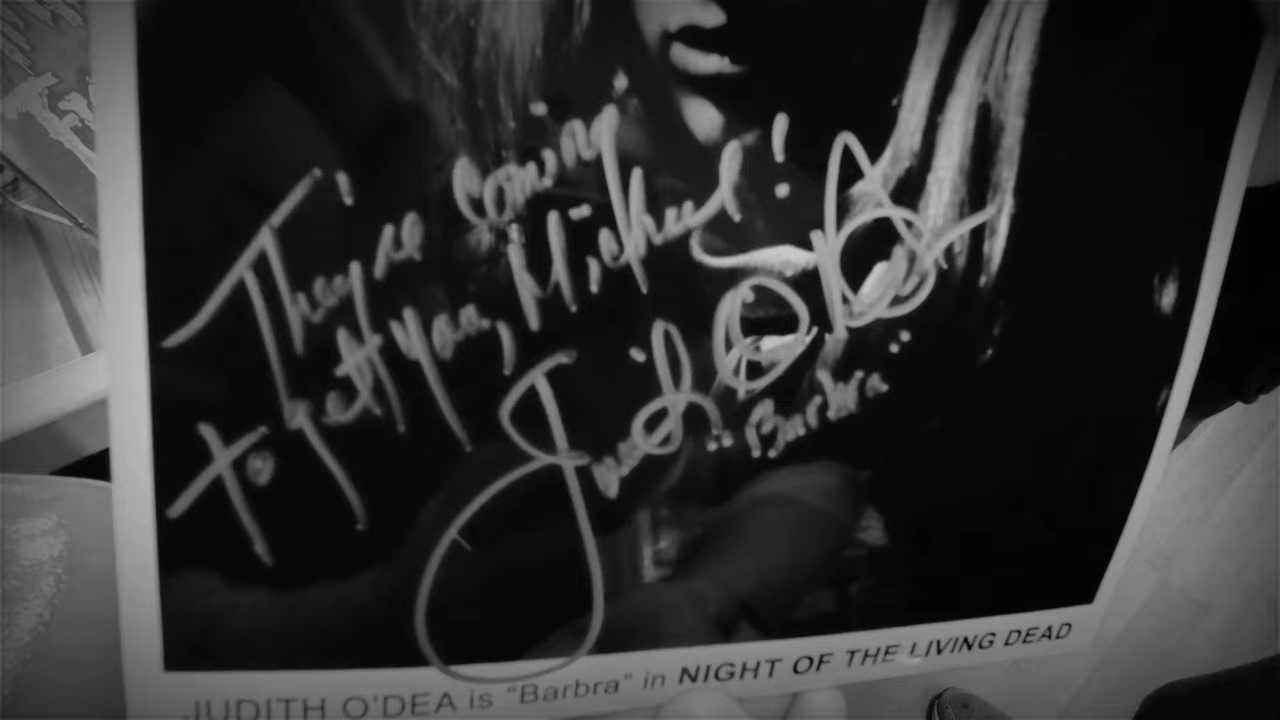 They're coming
to get you, Michael!
Judith O'Dea
"Barbra"
JUDITH O'DEA is "Barbra" in NIGHT OF THE LIVING DEAD